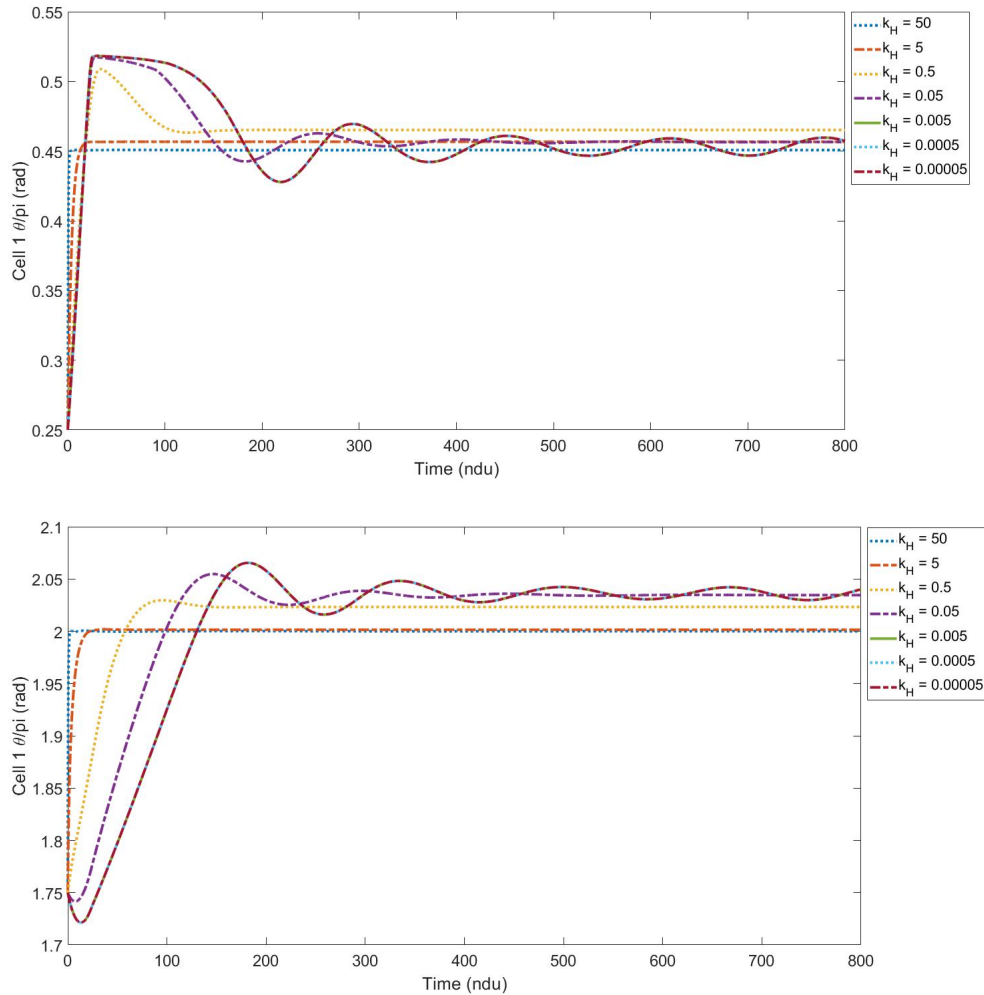 0.55
0.5
0.45
0.4
0.35
0.3
0.25
Cell 1 θ/pi (rad)
0 100 200 300 400 500 600 700 800
Time (ndu)
k_H = 50
k_H = 5
k_H = 0.5
k_H = 0.05
k_H = 0.005
k_H = 0.0005
k_H = 0.00005
2.1
2.05
2
1.95
1.9
1.85
1.8
1.75
1.7
Cell 1 θ/pi (rad)
0 100 200 300 400 500 600 700 800
Time (ndu)
k_H = 50
k_H = 5
k_H = 0.5
k_H = 0.05
k_H = 0.005
k_H = 0.0005
k_H = 0.00005